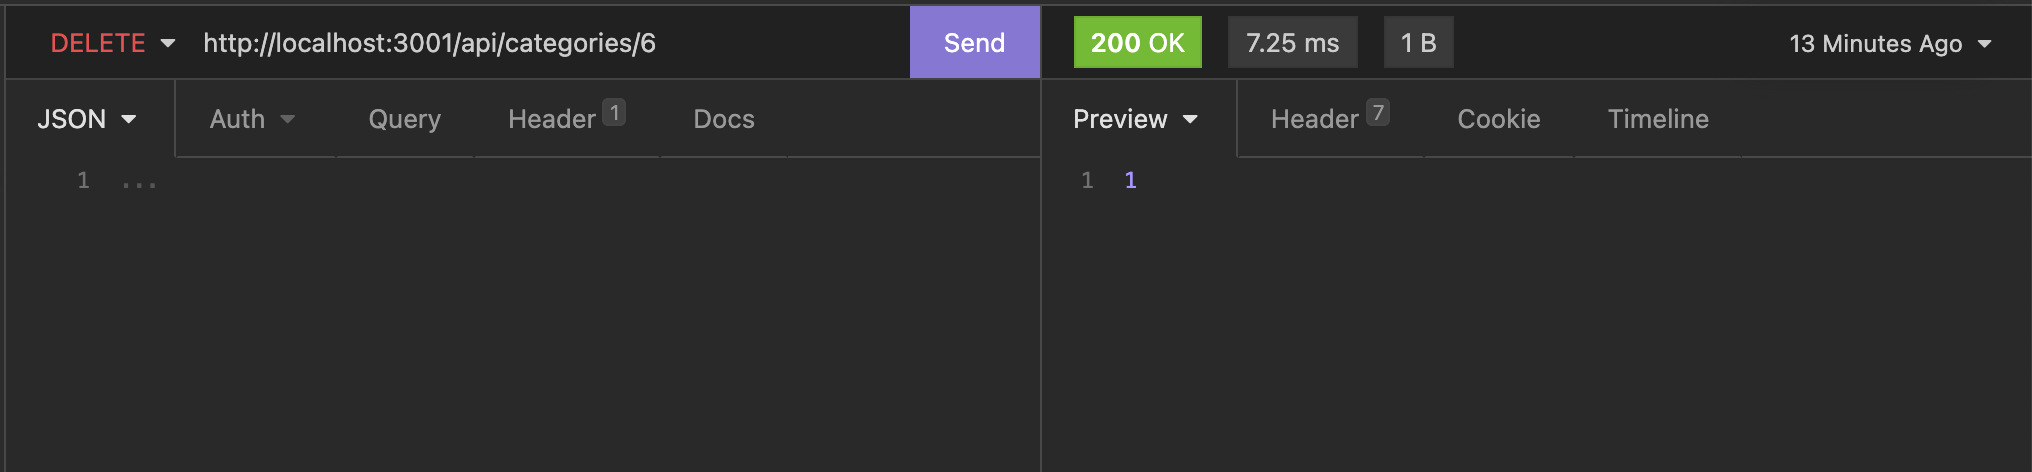 DELETE http://localhost:3001/api/categories/6 Send 200 OK 7.25 ms 1 B 13 Minutes Ago
JSON Auth Query Header 1 Docs Preview Header 7 Cookie Timeline
1 ... 1 1